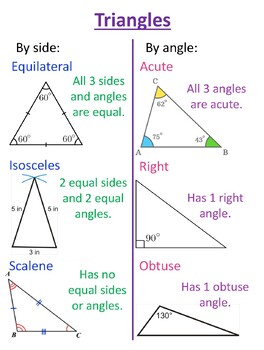 Triangles
By side:
Equilateral
60°
60°
60°
All 3 sides
and angles
are equal.
Isosceles
5 in
5 in
3 in
2 equal sides
and 2 equal
angles.
Scalene
A
B
C
Has no
equal sides
or angles.
By angle:
Acute
C
62°
75°
43°
A
B
All 3 angles
are acute.
Right
90°
Has 1 right
angle.
Obtuse
130°
Has 1 obtuse
angle.